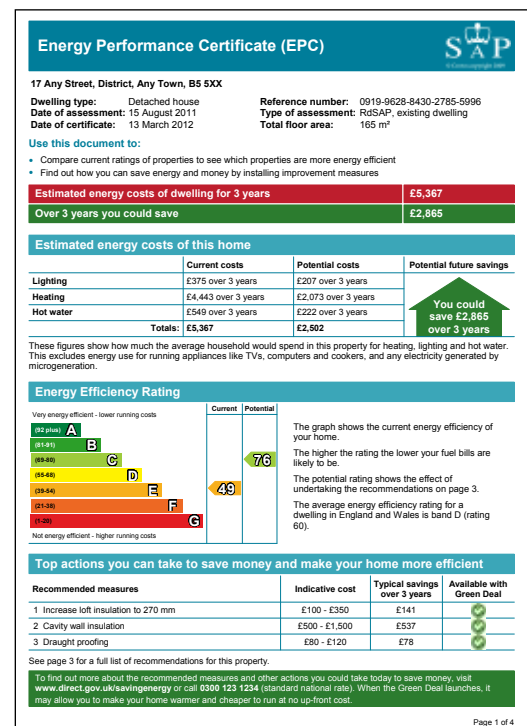 Energy Performance Certificate (EPC)
SAP
17 Any Street, District, Any Town, B5 5XX
Dwelling type: Detached house
Reference number: 0919-9628-8430-2785-5996
Date of assessment: 15 August 2011
Type of assessment: RdSAP, existing dwelling
Date of certificate: 13 March 2012
Total floor area: 165 m²
Use this document to:
• Compare current ratings of properties to see which properties are more energy efficient
• Find out how you can save energy and money by installing improvement measures
Estimated energy costs of dwelling for 3 years £5,367
Over 3 years you could save £2,865
Estimated energy costs of this home
Current costs Potential costs Potential future savings
Lighting £375 over 3 years £207 over 3 years
Heating £4,443 over 3 years £2,073 over 3 years
Hot water £549 over 3 years £222 over 3 years
Totals: £5,367 £2,502
You could
save £2,865
over 3 years
These figures show how much the average household would spend in this property for heating, lighting and hot water.
This excludes energy use for running appliances like TVs, computers and cookers, and any electricity generated by
microgeneration.
Energy Efficiency Rating
Current Potential
Very energy efficient - lower running costs
(92 plus) A
(81-91) B
(69-80) C
(55-68) D
(39-54) E
(21-38) F
(1-20) G
Not energy efficient - higher running costs
49
76
The graph shows the current energy efficiency of
your home.
The higher the rating the lower your fuel bills are
likely to be.
The potential rating shows the effect of
undertaking the recommendations on page 3.
The average energy efficiency rating for a
dwelling in England and Wales is band D (rating
60).
Top actions you can take to save money and make your home more efficient
Recommended measures Indicative cost Typical savings over 3 years Available with Green Deal
1 Increase loft insulation to 270 mm £100 - £350 £141
2 Cavity wall insulation £500 - £1,500 £537
3 Draught proofing £80 - £120 £78
See page 3 for a full list of recommendations for this property.
To find out more about the recommended measures and other actions you could take today to save money, visit
www.direct.gov.uk/savingenergy or call 0300 123 1234 (standard national rate). When the Green Deal launches, it
may allow you to make your home warmer and cheaper to run at no up-front cost.
Page 1 of 4